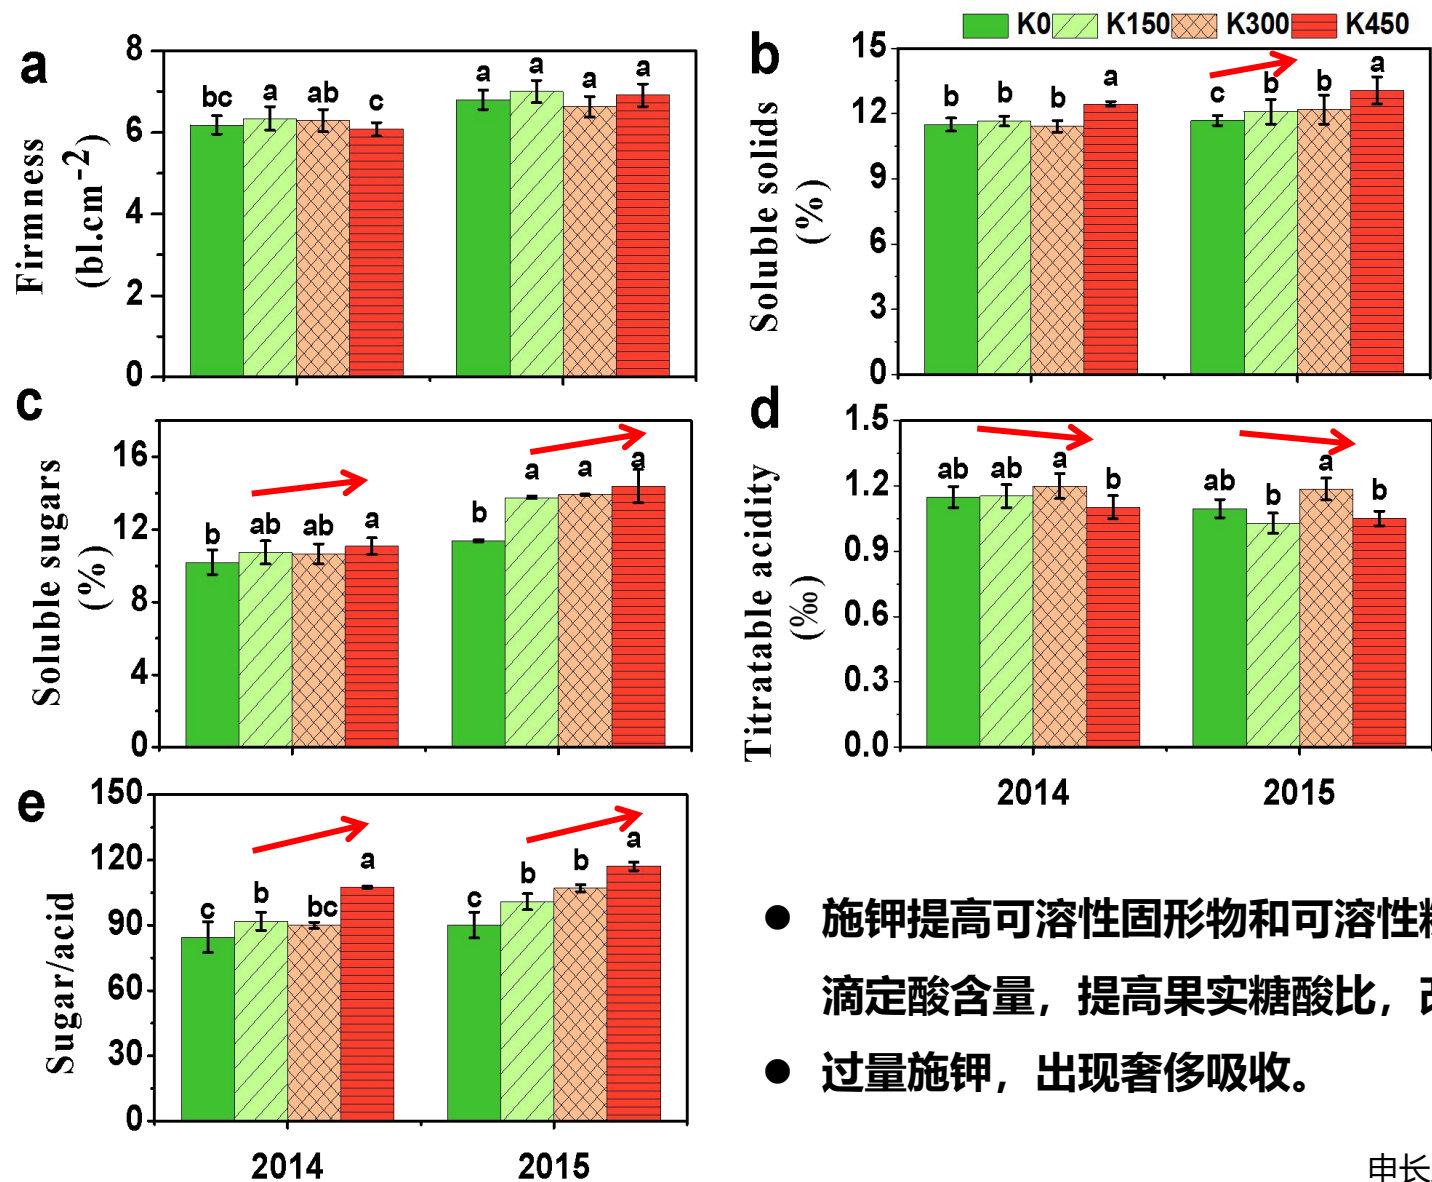 K0 K150 K300 K450
a
Firmness
(bl.cm-2)
8
6
4
2
0
bc a ab c a a a a
b
Soluble solids
(%)
15
12
9
6
3
0
b b b a c b b a
c
Soluble sugars
(%)
16
12
8
4
0
b ab ab a b a a a
d
Titratable acidity
(‰)
1.5
1.2
0.9
0.6
0.3
0.0
ab ab a b ab b a b
2014 2015
e
Sugar/acid
150
120
90
60
30
0
c b bc a c b b a
2014 2015
● 施钾提高可溶性固形物和可溶性
滴定酸含量，提高果实糖酸比，
● 过量施钾，出现奢侈吸收。
申长